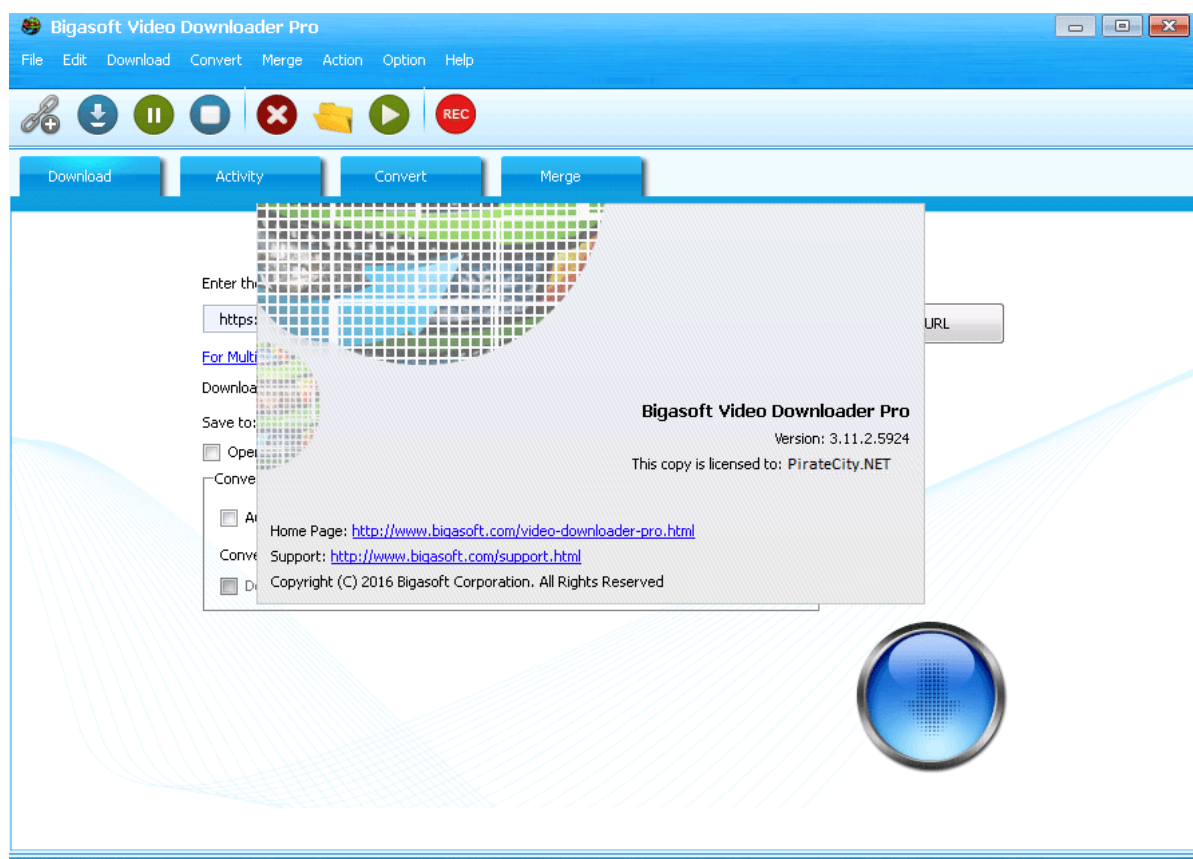 Bigasoft Video Downloader Pro
File Edit Download Convert Merge Action Option Help
REC
Download Activity Convert Merge
Enter the
https: URL
For Multi
Downloa
Bigasoft Video Downloader Pro
Save to:
Version: 3.11.2.5924
Open
This copy is licensed to: PirateCity.NET
Conve
Home Page: http://www.bigasoft.com/video-downloader-pro.html
Conve
Support: http://www.bigasoft.com/support.html
Copyright (C) 2016 Bigasoft Corporation. All Rights Reserved